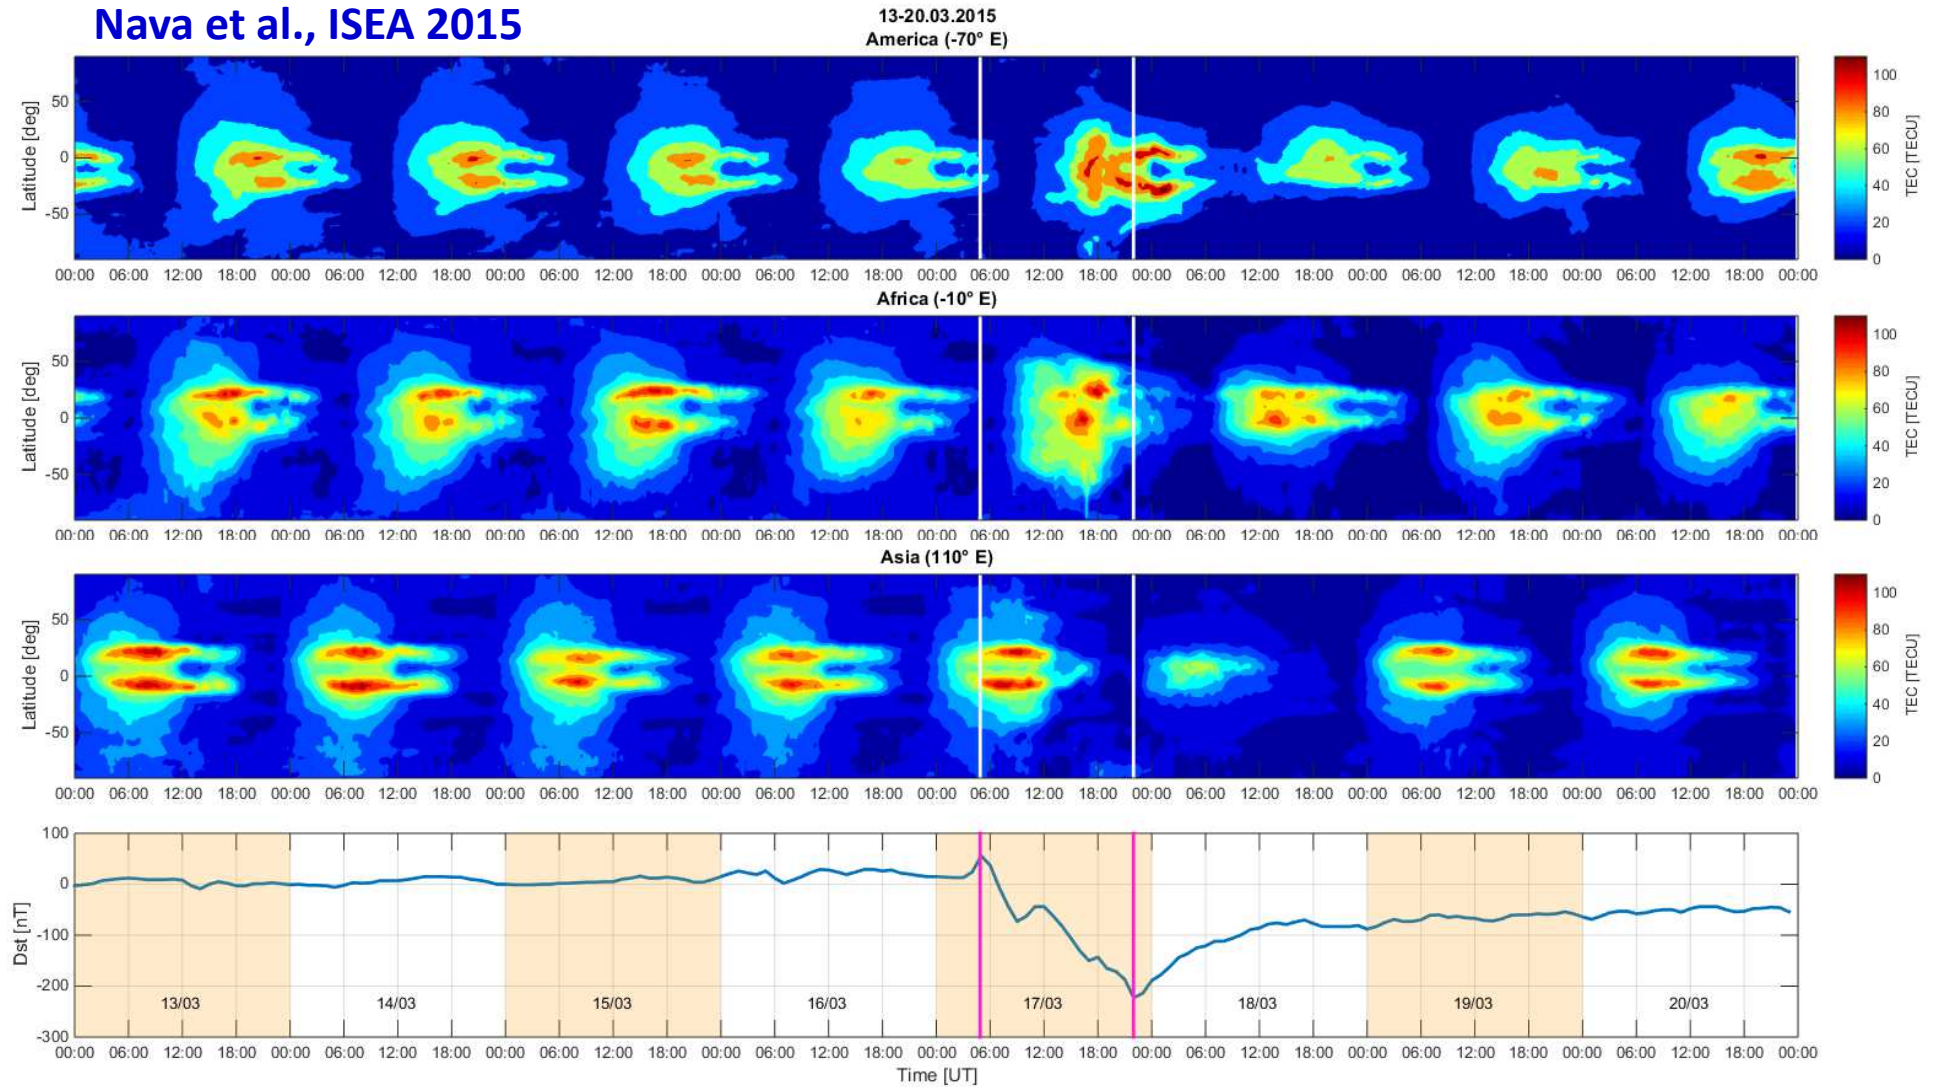 Nava et al., ISEA 2015
13-20.03.2015
America (-70° E)
Latitude [deg]
50
0
-50
00:00 06:00 12:00 18:00 00:00 06:00 12:00 18:00 00:00 06:00 12:00 18:00 00:00 06:00 12:00 18:00 00:00 06:00 12:00 18:00 00:00 06:00 12:00 18:00 00:00 06:00 12:00 18:00 00:00 06:00 12:00 18:00 00:00
100
80
60
40
20
0
TEC [TECU]
Africa (-10° E)
Latitude [deg]
50
0
-50
00:00 06:00 12:00 18:00 00:00 06:00 12:00 18:00 00:00 06:00 12:00 18:00 00:00 06:00 12:00 18:00 00:00 06:00 12:00 18:00 00:00 06:00 12:00 18:00 00:00 06:00 12:00 18:00 00:00 06:00 12:00 18:00 00:00
100
80
60
40
20
0
TEC [TECU]
Asia (110° E)
Latitude [deg]
50
0
-50
00:00 06:00 12:00 18:00 00:00 06:00 12:00 18:00 00:00 06:00 12:00 18:00 00:00 06:00 12:00 18:00 00:00 06:00 12:00 18:00 00:00 06:00 12:00 18:00 00:00 06:00 12:00 18:00 00:00 06:00 12:00 18:00 00:00
100
80
60
40
20
0
TEC [TECU]
Dst [nT]
100
0
-100
-200
-300
13/03 14/03 15/03 16/03 17/03 18/03 19/03 20/03
00:00 06:00 12:00 18:00 00:00 06:00 12:00 18:00 00:00 06:00 12:00 18:00 00:00 06:00 12:00 18:00 00:00 06:00 12:00 18:00 00:00 06:00 12:00 18:00 00:00 06:00 12:00 18:00 00:00 06:00 12:00 18:00 00:00
Time [UT]